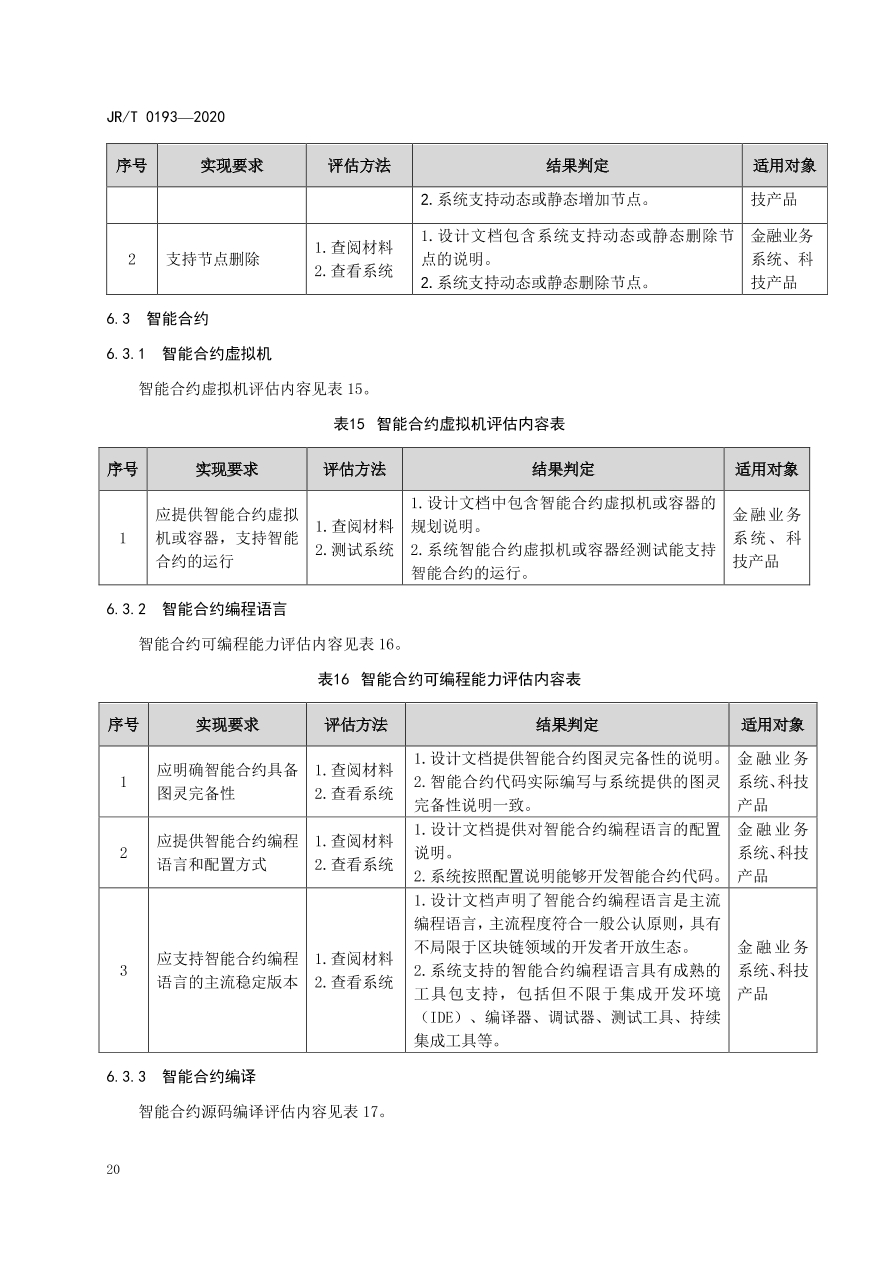 JR/T 0193—2020
序号 实现要求 评估方法 结果判定 适用对象
2.系统支持动态或静态增加节点。 技产品
2 支持节点删除 1.查阅材料 2.查看系统 1.设计文档包含系统支持动态或静态删除节 金融业务
点的说明。 系统、科
2.系统支持动态或静态删除节点。 技产品
6.3 智能合约
6.3.1 智能合约虚拟机
智能合约虚拟机评估内容见表 15。
表15 智能合约虚拟机评估内容表
序号 实现要求 评估方法 结果判定 适用对象
1
应提供智能合约虚拟
机或容器，支持智能
合约的运行
1.查阅材料
2.测试系统
1.设计文档中包含智能合约虚拟机或容器的
规划说明。
2.系统智能合约虚拟机或容器经测试能支持
智能合约的运行。
金融业务
系统、科
技产品
6.3.2 智能合约编程语言
智能合约可编程能力评估内容见表 16。
表16 智能合约可编程能力评估内容表
序号 实现要求 评估方法 结果判定 适用对象
1
应明确智能合约具备
图灵完备性
1.查阅材料
2.查看系统
1.设计文档提供智能合约图灵完备性的说明。
2.智能合约代码实际编写与系统提供的图灵
完备性说明一致。
金融业务
系统、科技
产品
2
应提供智能合约编程
语言和配置方式
1.查阅材料
2.查看系统
1.设计文档提供对智能合约编程语言的配置
说明。
2.系统按照配置说明能够开发智能合约代码。
金融业务
系统、科技
产品
3
应支持智能合约编程
语言的主流稳定版本
1.查阅材料
2.查看系统
1.设计文档声明了智能合约编程语言是主流
编程语言，主流程度符合一般公认原则，具有
不局限于区块链领域的开发者开放生态。
2.系统支持的智能合约编程语言具有成熟的
工具包支持，包括但不限于集成开发环境
（IDE）、编译器、调试器、测试工具、持续
集成工具等。
金融业务
系统、科技
产品
6.3.3 智能合约编译
智能合约源码编译评估内容见表 17。
20